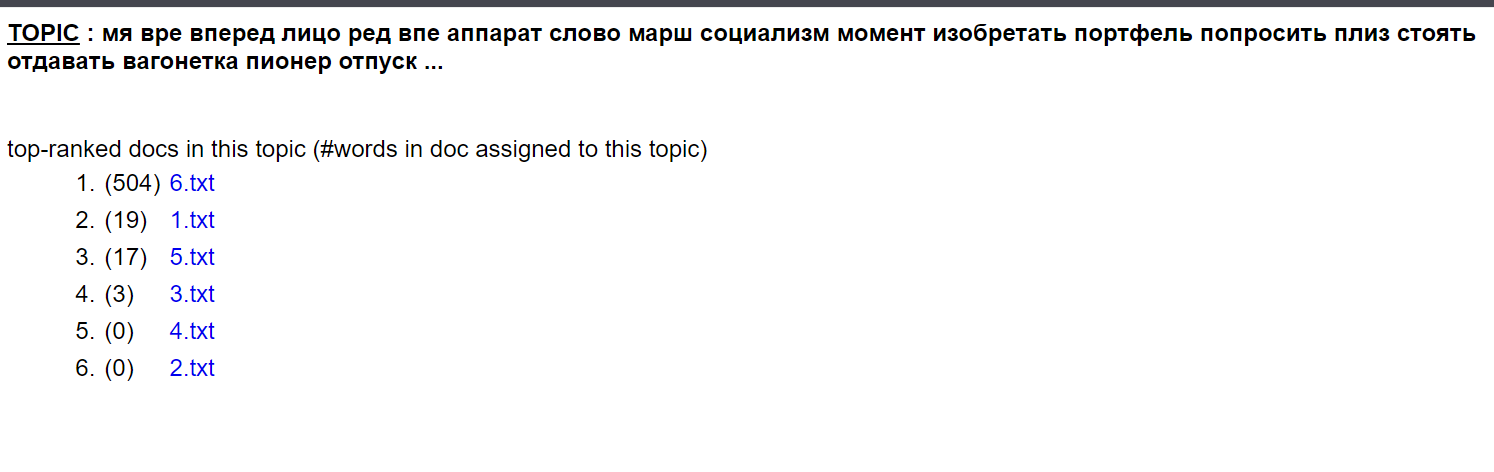 TOPIC : мя вре вперед лицо ред впе аппарат слово марш социализм момент изобретать портфель попросить плиз стоять
отдавать вагонетка пионер отпуск ...
top-ranked docs in this topic (#words in doc assigned to this topic)
1. (504) 6.txt
2. (19) 1.txt
3. (17) 5.txt
4. (3) 3.txt
5. (0) 4.txt
6. (0) 2.txt